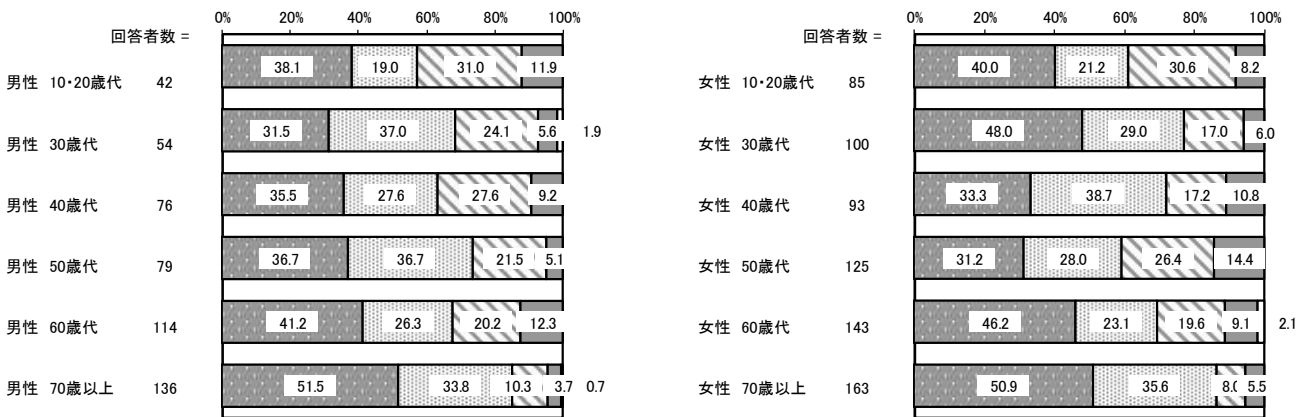 0% 20% 40% 60% 80% 100%
回答者数 =
男性 10・20歳代 42 38.1 19.0 31.0 11.9
男性 30歳代 54 31.5 37.0 24.1 5.6 1.9
男性 40歳代 76 35.5 27.6 27.6 9.2
男性 50歳代 79 36.7 36.7 21.5 5.1
男性 60歳代 114 41.2 26.3 20.2 12.3
男性 70歳以上 136 51.5 33.8 10.3 3.7 0.7
0% 20% 40% 60% 80% 100%
回答者数 =
女性 10・20歳代 85 40.0 21.2 30.6 8.2
女性 30歳代 100 48.0 29.0 17.0 6.0
女性 40歳代 93 33.3 38.7 17.2 10.8
女性 50歳代 125 31.2 28.0 26.4 14.4
女性 60歳代 143 46.2 23.1 19.6 9.1 2.1
女性 70歳以上 163 50.9 35.6 8.0 5.5